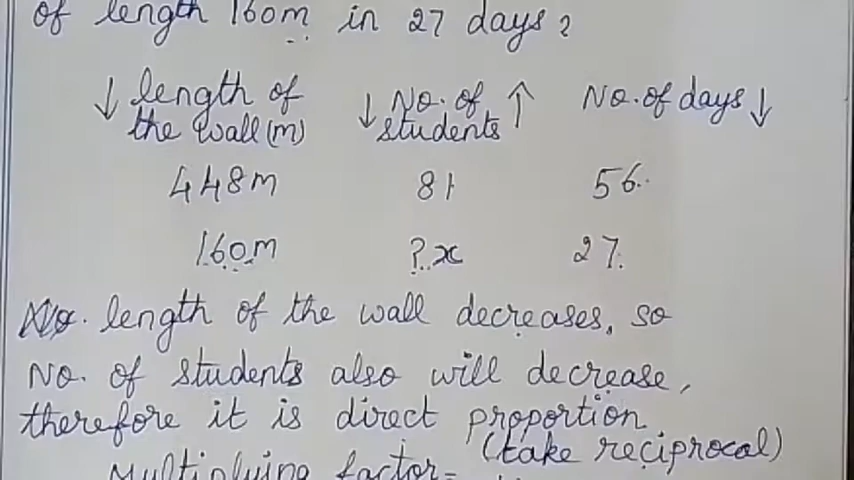 of length 160m in 27 days?
↓ length of the wall (m) ↓ No. of students ↑ No. of days ↓
448m 81 56
160m ? x 27
length of the wall decreases, so
No. of students also will decrease,
therefore it is direct proportion
(take reciprocal)
Multiplying factor =